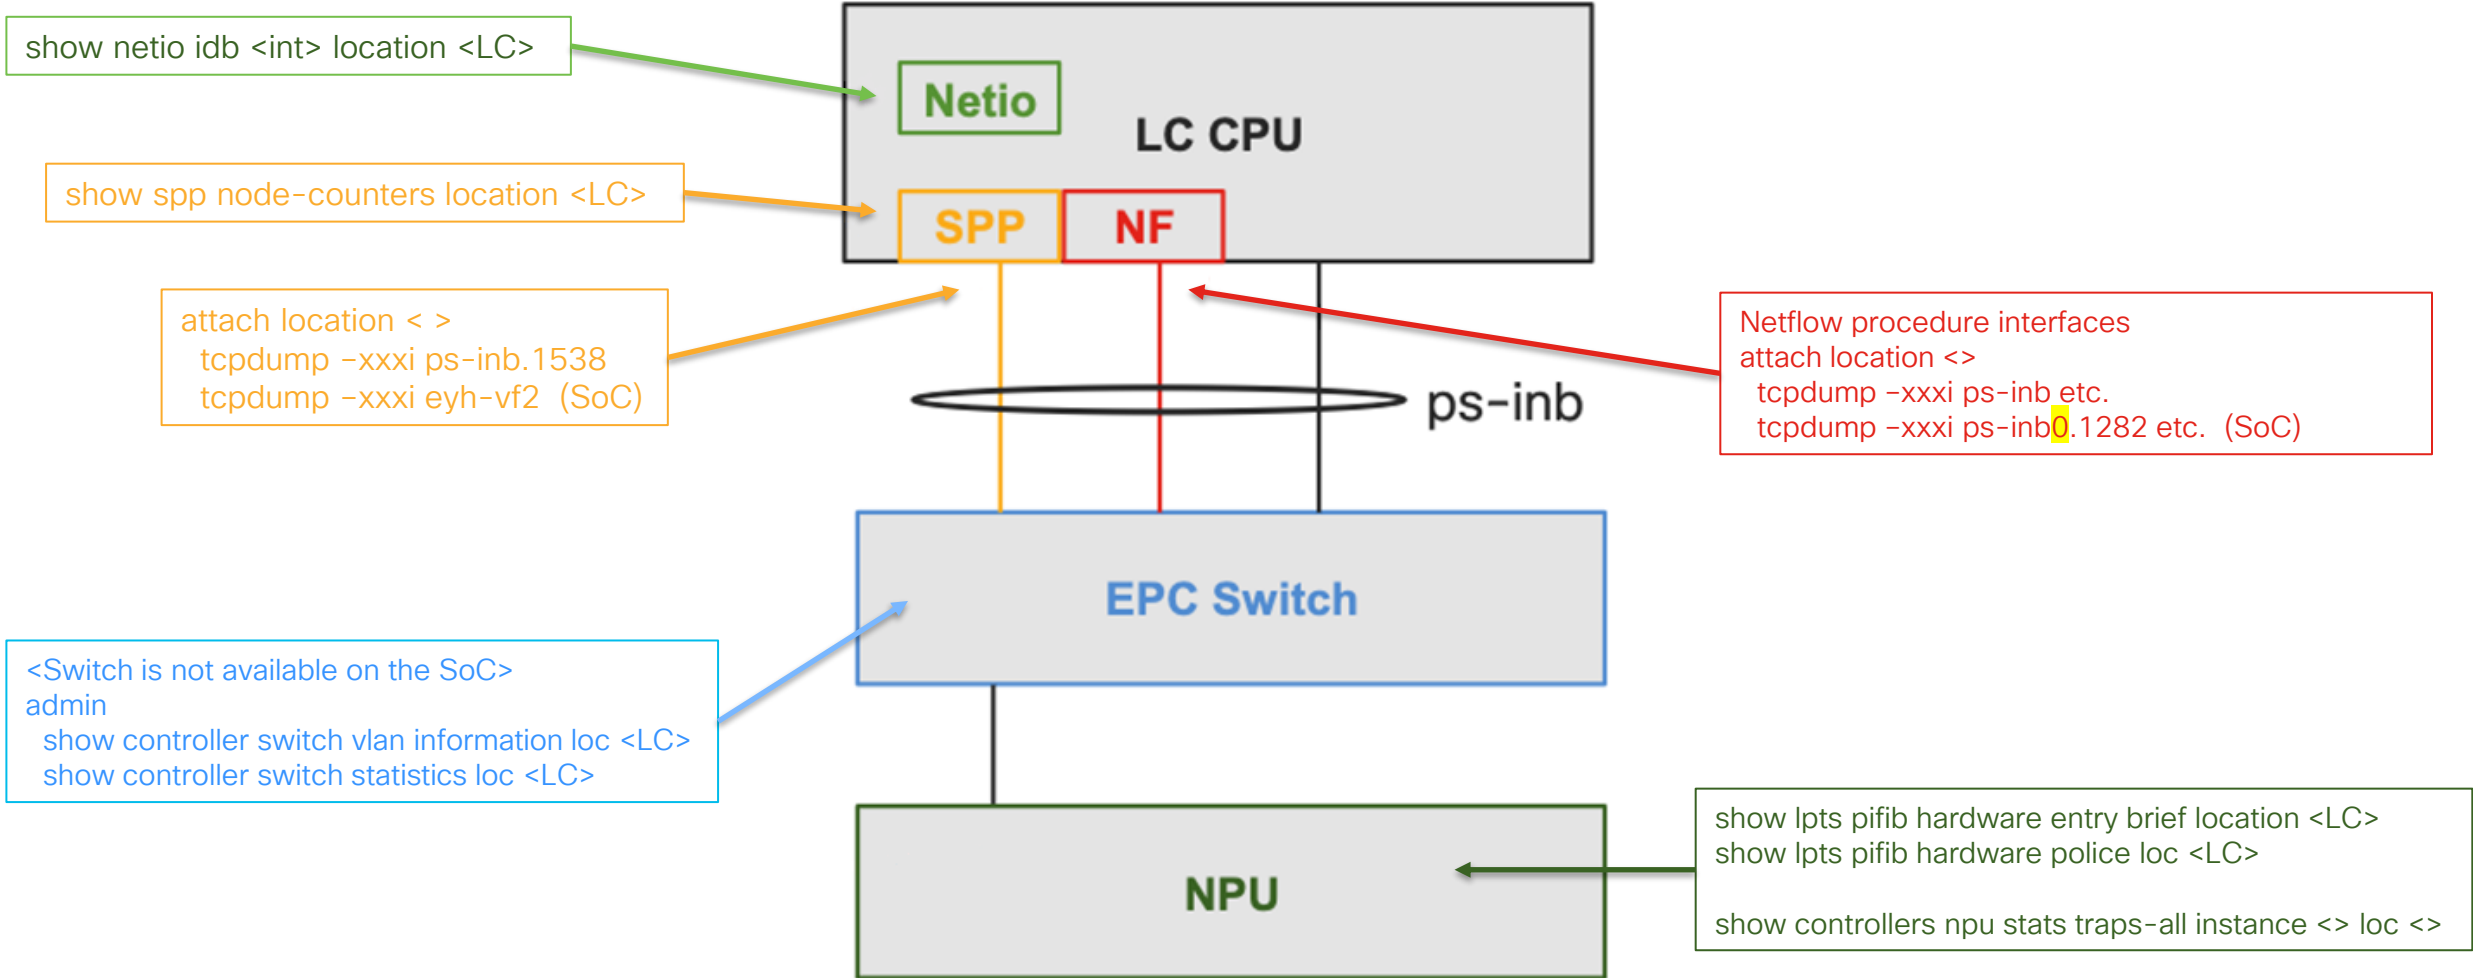 show netio idb <int> location <LC>
Netio
LC CPU
show spp node-counters location <LC>
SPP
NF
attach location < >
tcpdump -xxxi ps-inb.1538
tcpdump -xxxi eyh-vf2 (SoC)
Netflow procedure interfaces
attach location <>
tcpdump -xxxi ps-inb etc.
tcpdump -xxxi ps-inb0.1282 etc. (SoC)
ps-inb
EPC Switch
<Switch is not available on the SoC>
admin
show controller switch vlan information loc <LC>
show controller switch statistics loc <LC>
NPU
show lpts pifib hardware entry brief location <LC>
show lpts pifib hardware police loc <LC>
show controllers npu stats traps-all instance <> loc <>